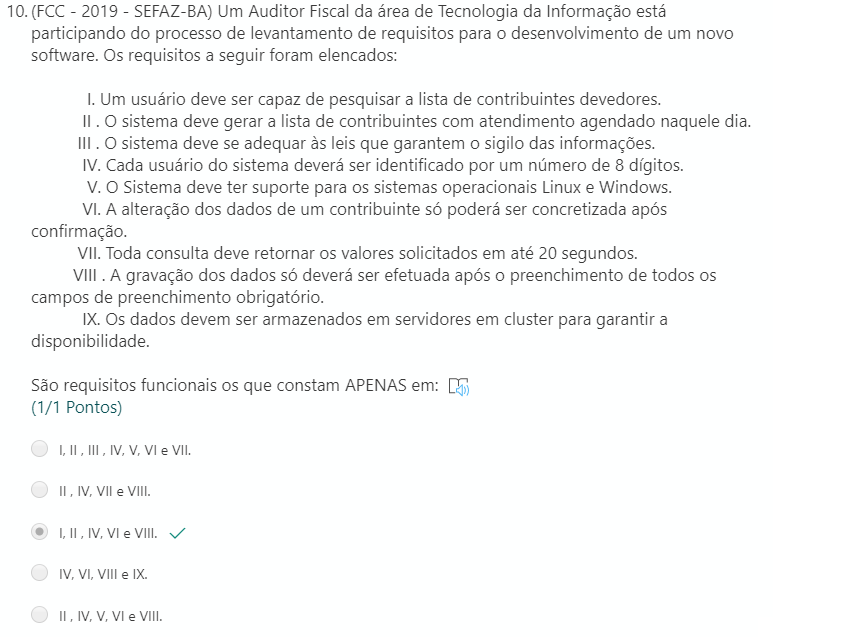 10. (FCC - 2019 - SEFAZ-BA) Um Auditor Fiscal da área de Tecnologia da Informação está
participando do processo de levantamento de requisitos para o desenvolvimento de um novo
software. Os requisitos a seguir foram elencados:
I. Um usuário deve ser capaz de pesquisar a lista de contribuintes devedores.
II . O sistema deve gerar a lista de contribuintes com atendimento agendado naquele dia.
III . O sistema deve se adequar às leis que garantem o sigilo das informações.
IV. Cada usuário do sistema deverá ser identificado por um número de 8 dígitos.
V. O Sistema deve ter suporte para os sistemas operacionais Linux e Windows.
VI. A alteração dos dados de um contribuinte só poderá ser concretizada após
confirmação.
VII. Toda consulta deve retornar os valores solicitados em até 20 segundos.
VIII . A gravação dos dados só deverá ser efetuada após o preenchimento de todos os
campos de preenchimento obrigatório.
IX. Os dados devem ser armazenados em servidores em cluster para garantir a
disponibilidade.
São requisitos funcionais os que constam APENAS em:
(1/1 Pontos)
I, II , III , IV, V, VI e VII.
II , IV, VII e VIII.
I, II , IV, VI e VIII.
IV, VI, VIII e IX.
II , IV, V, VI e VIII.